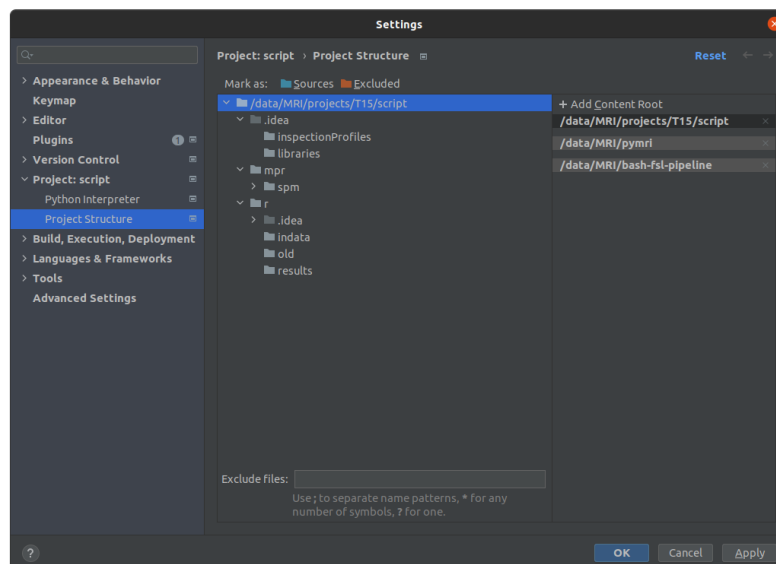 Settings
Project: script › Project Structure
Reset
Appearance & Behavior
Keymap
Editor
Plugins 1
Version Control
Project: script
Python Interpreter
Project Structure
Build, Execution, Deployment
Languages & Frameworks
Tools
Advanced Settings
Mark as: Sources Excluded
/data/MRI/projects/T15/script
.idea
inspectionProfiles
libraries
mpr
spm
r
.idea
indata
old
results
+ Add Content Root
/data/MRI/projects/T15/script
/data/MRI/pymri
/data/MRI/bash-fsl-pipeline
Exclude files:
Use ; to separate name patterns, * for any
number of symbols, ? for one.
?
OK Cancel Apply